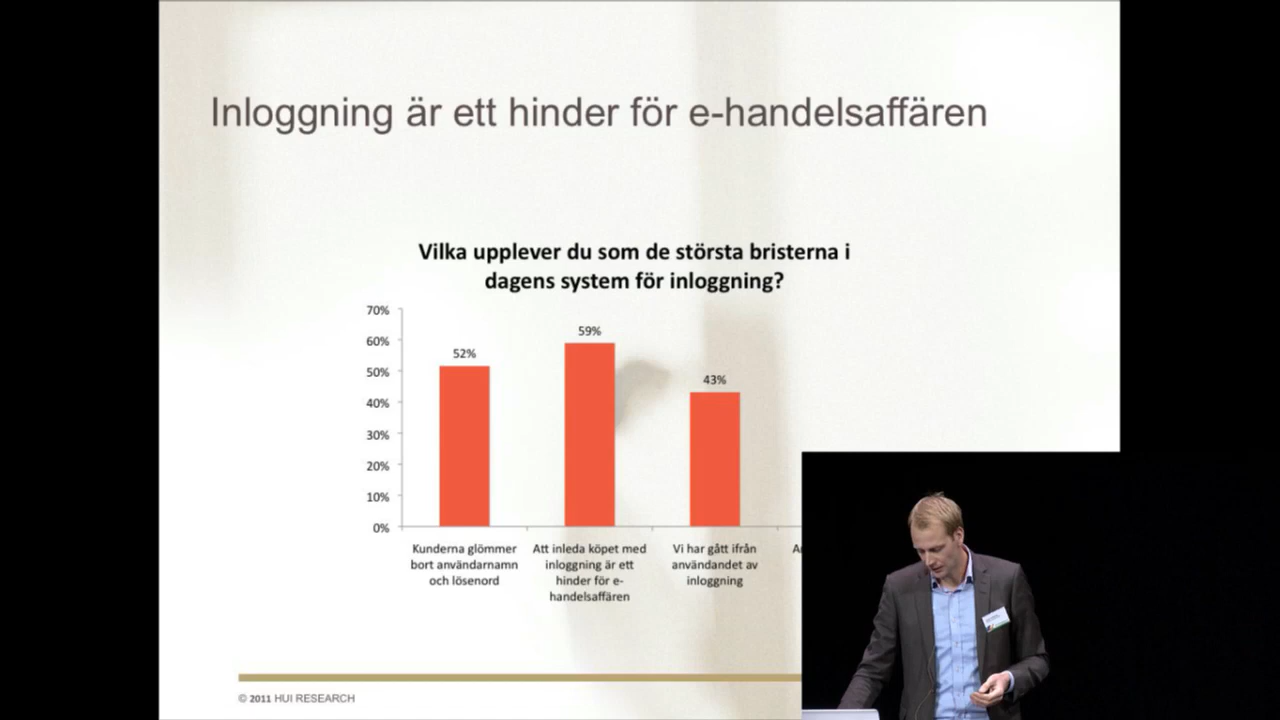 Inloggning är ett hinder för e-handelsaffären
Vilka upplever du som de största bristerna i
dagens system för inloggning?
70%
60%
50%
40%
30%
20%
10%
0%
52%
59%
43%
Kunderna glömmer
bort användarnamn
och lösenord
Att inleda köpet med
inloggning är ett
hinder för e-
handelsaffären
Vi har gått ifrån
användandet av
inloggning
© 2011 HUI RESEARCH